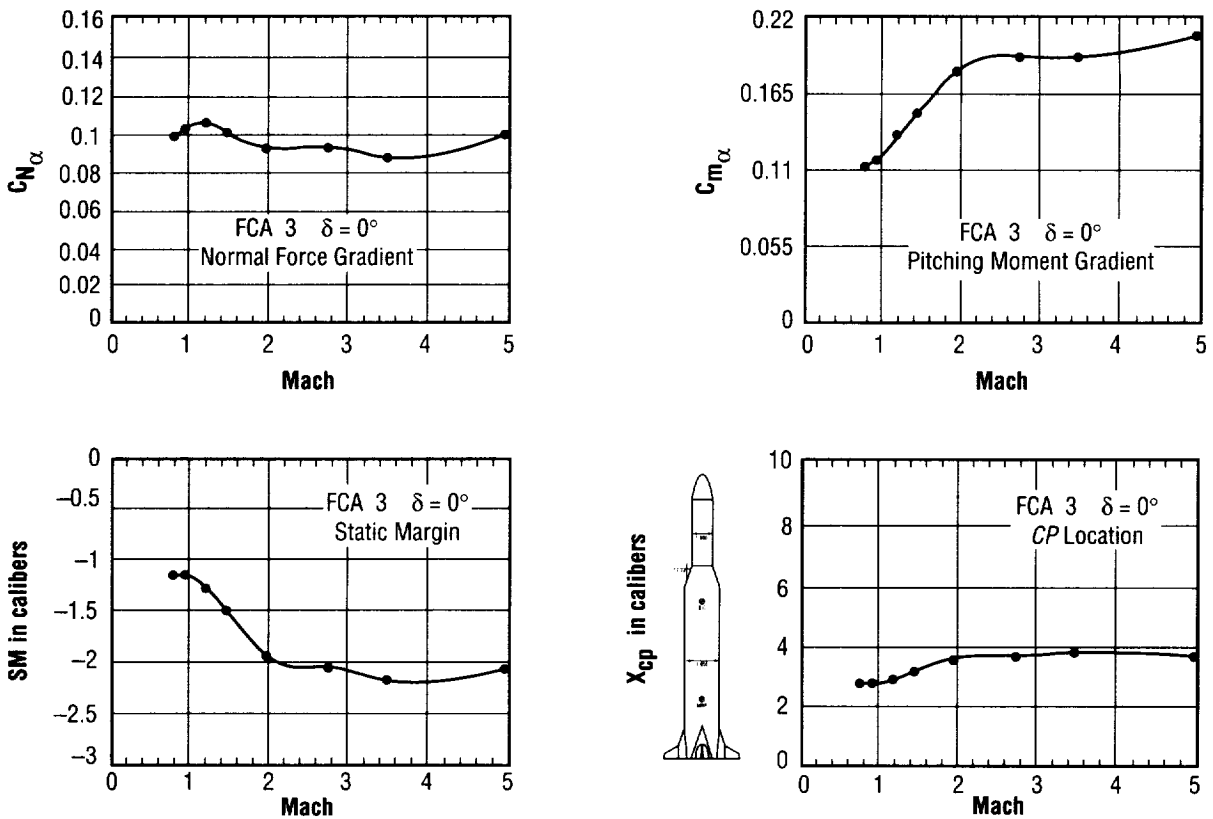 0.16
0.14
0.12
0.1
0.08
0.06
0.04
0.02
0
C_Nα
FCA 3 δ = 0°
Normal Force Gradient
0 1 2 3 4 5
Mach
0.22
0.165
0.11
0.055
0
C_mα
FCA 3 δ = 0°
Pitching Moment Gradient
0 1 2 3 4 5
Mach
0
−0.5
−1
−1.5
−2
−2.5
−3
SM in calibers
FCA 3 δ = 0°
Static Margin
0 1 2 3 4 5
Mach
10
8
6
4
2
0
X_cp in calibers
FCA 3 δ = 0°
CP Location
0 1 2 3 4 5
Mach